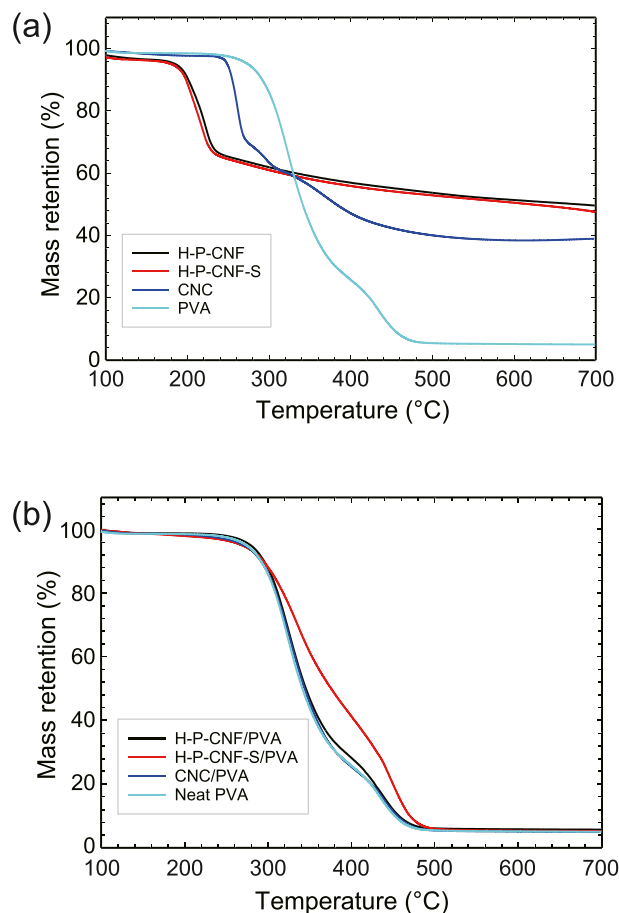 (a)
100
80
60
40
20
0
Mass retention (%)
H-P-CNF
H-P-CNF-S
CNC
PVA
100 200 300 400 500 600 700
Temperature (°C)
(b)
100
80
60
40
20
0
Mass retention (%)
H-P-CNF/PVA
H-P-CNF-S/PVA
CNC/PVA
Neat PVA
100 200 300 400 500 600 700
Temperature (°C)